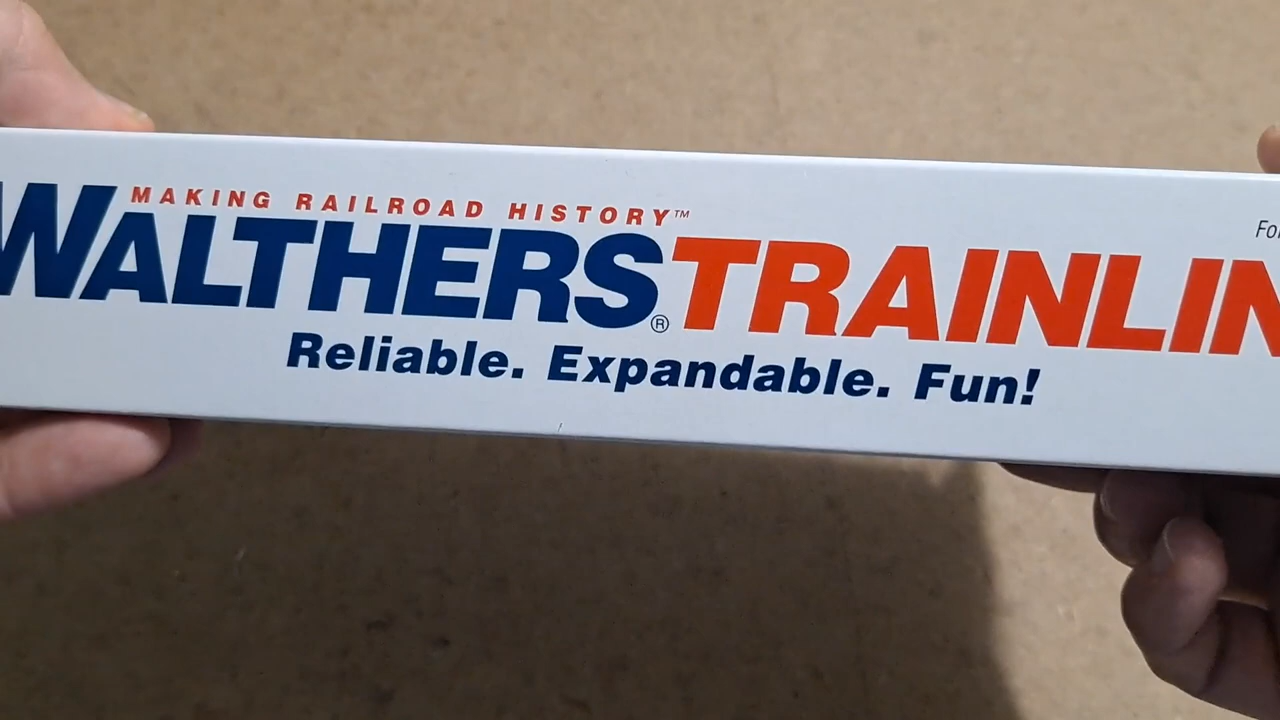 MAKING RAILROAD HISTORY™
WALTHERS® TRAINLIN
Reliable. Expandable. Fun!